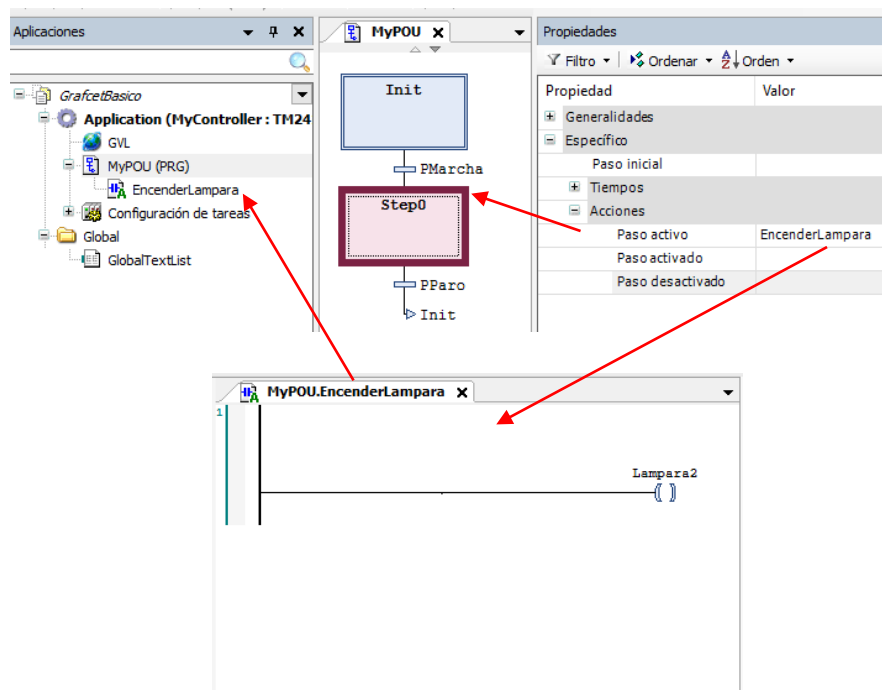 Aplicaciones
GrafcetBasico
Application (MyController : TM24
GVL
MyPOU (PRG)
EncenderLampara
Configuración de tareas
Global
GlobalTextList
MyPOU
Init
PMarcha
Step0
PParo
Init
Propiedades
Filtro Ordenar Orden
Propiedad Valor
Generalidades
Específico
Paso inicial
Tiempos
Acciones
Paso activo EncenderLampara
Paso activado
Paso desactivado
MyPOU.EncenderLampara
1
Lampara2